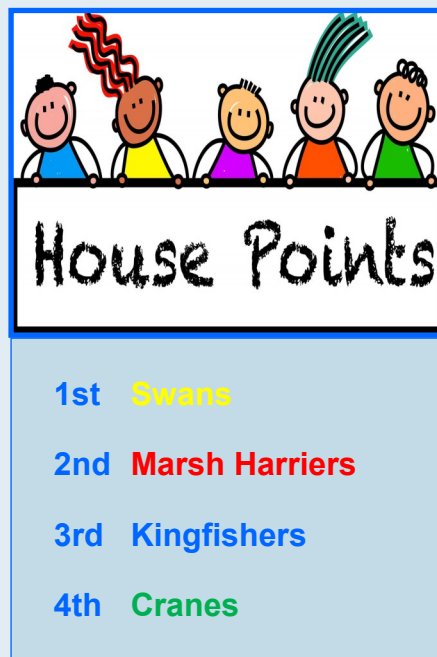 House Points
1st Swans
2nd Marsh Harriers
3rd Kingfishers
4th Cranes